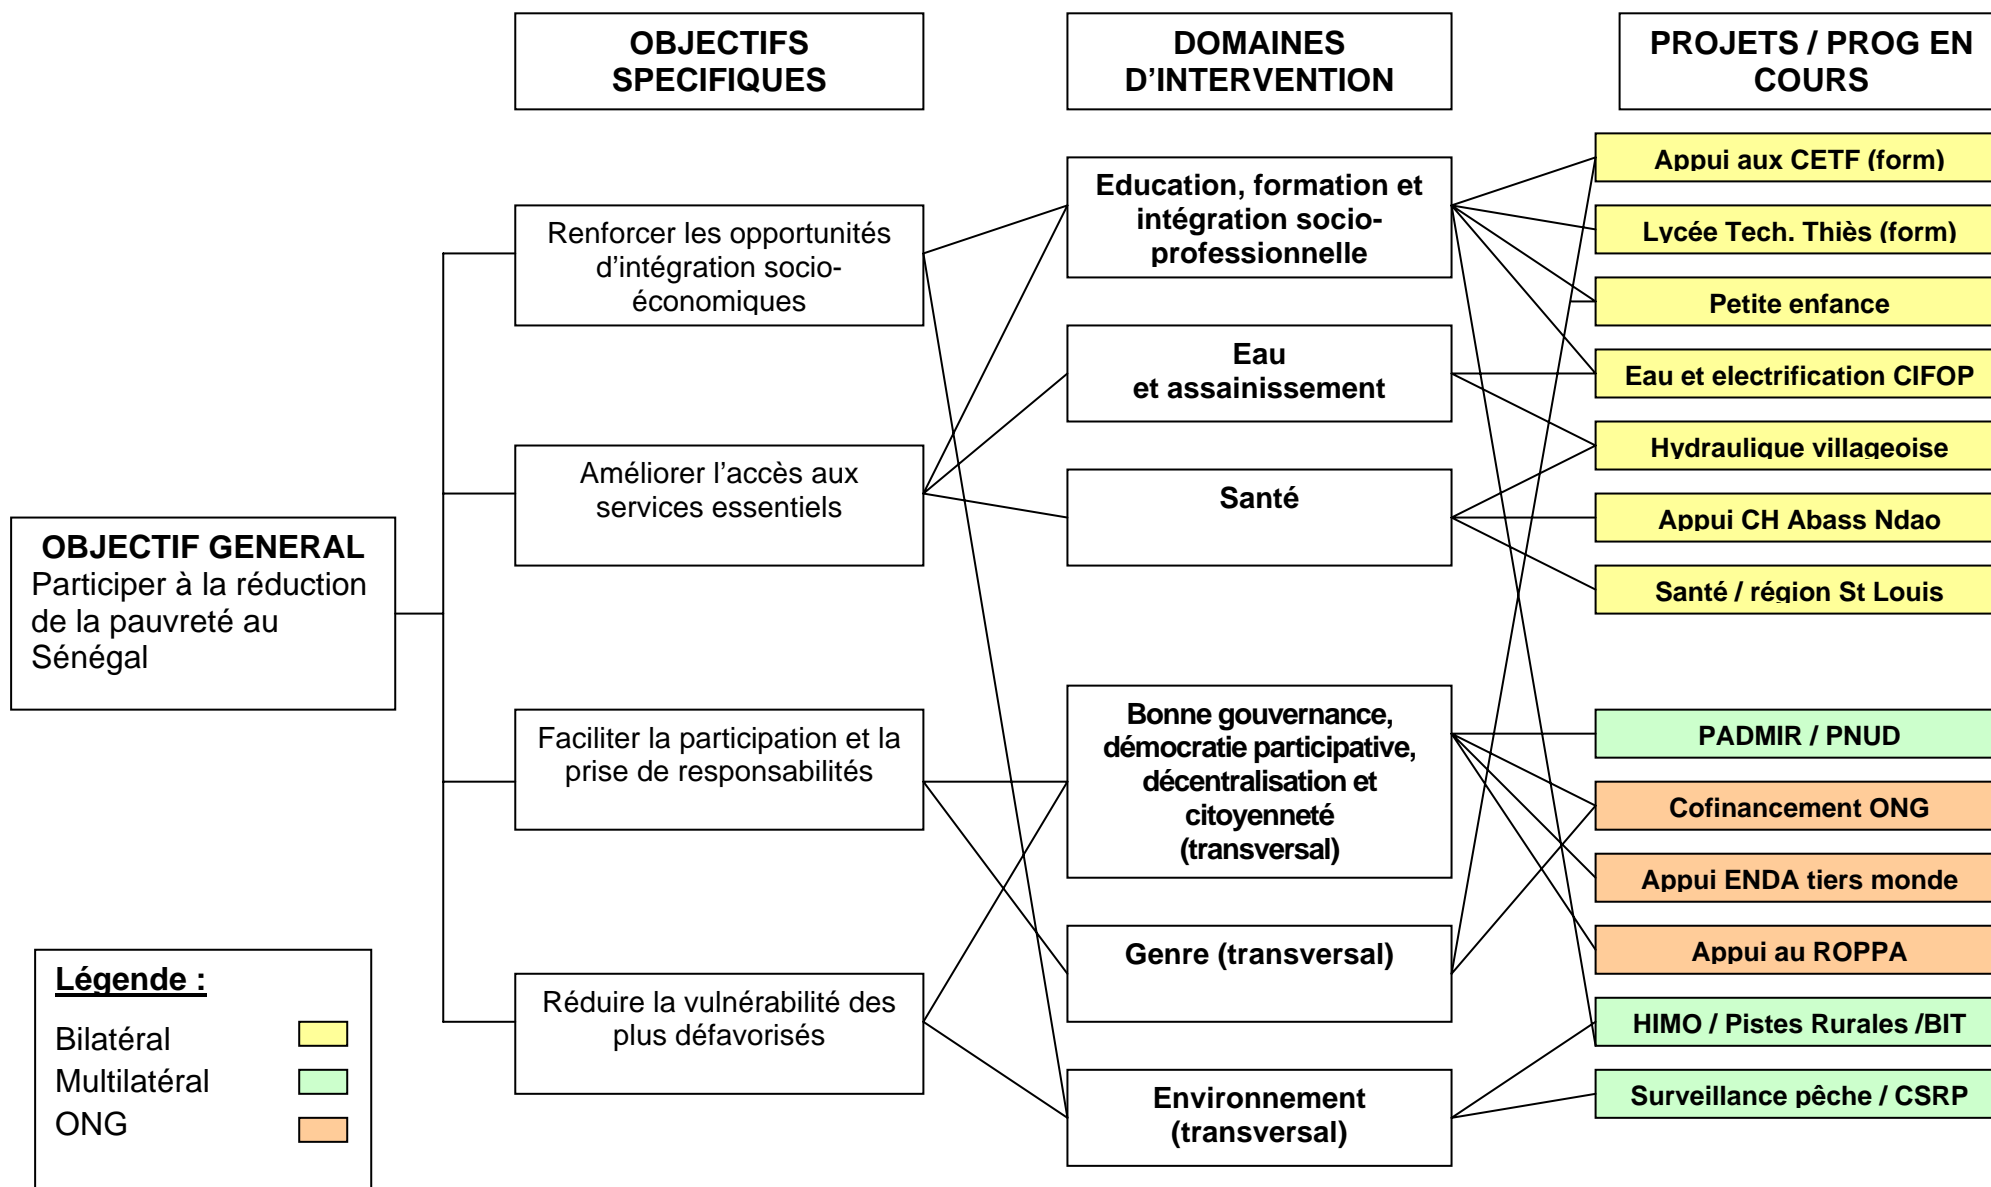 OBJECTIFS
SPECIFIQUES
DOMAINES
D’INTERVENTION
PROJETS / PROG EN
COURS
OBJECTIF GENERAL
Participer à la réduction
de la pauvreté au
Sénégal
Renforcer les opportunités
d’intégration socio-
économiques
Améliorer l’accès aux
services essentiels
Faciliter la participation et la
prise de responsabilités
Réduire la vulnérabilité des
plus défavorisés
Education, formation et
intégration socio-
professionnelle
Eau
et assainissement
Santé
Bonne gouvernance,
démocratie participative,
décentralisation et
citoyenneté
(transversal)
Genre (transversal)
Environnement
(transversal)
Appui aux CETF (form)
Lycée Tech. Thiès (form)
Petite enfance
Eau et electrification CIFOP
Hydraulique villageoise
Appui CH Abass Ndao
Santé / région St Louis
PADMIR / PNUD
Cofinancement ONG
Appui ENDA tiers monde
Appui au ROPPA
HIMO / Pistes Rurales /BIT
Surveillance pêche / CSRP
Légende :
Bilatéral
Multilatéral
ONG